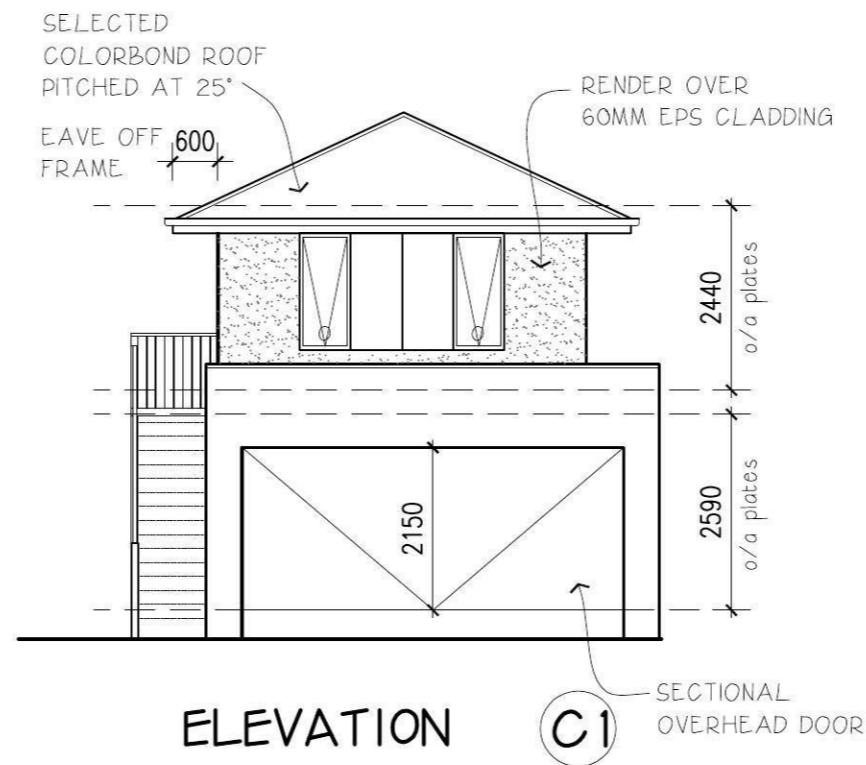 SELECTED
COLORBOND ROOF
PITCHED AT 25°
EAVE OFF
FRAME
600
RENDER OVER
60MM EPS CLADDING
2440
o/a plates
2590
o/a plates
2150
SECTIONAL
OVERHEAD DOOR
ELEVATION C1